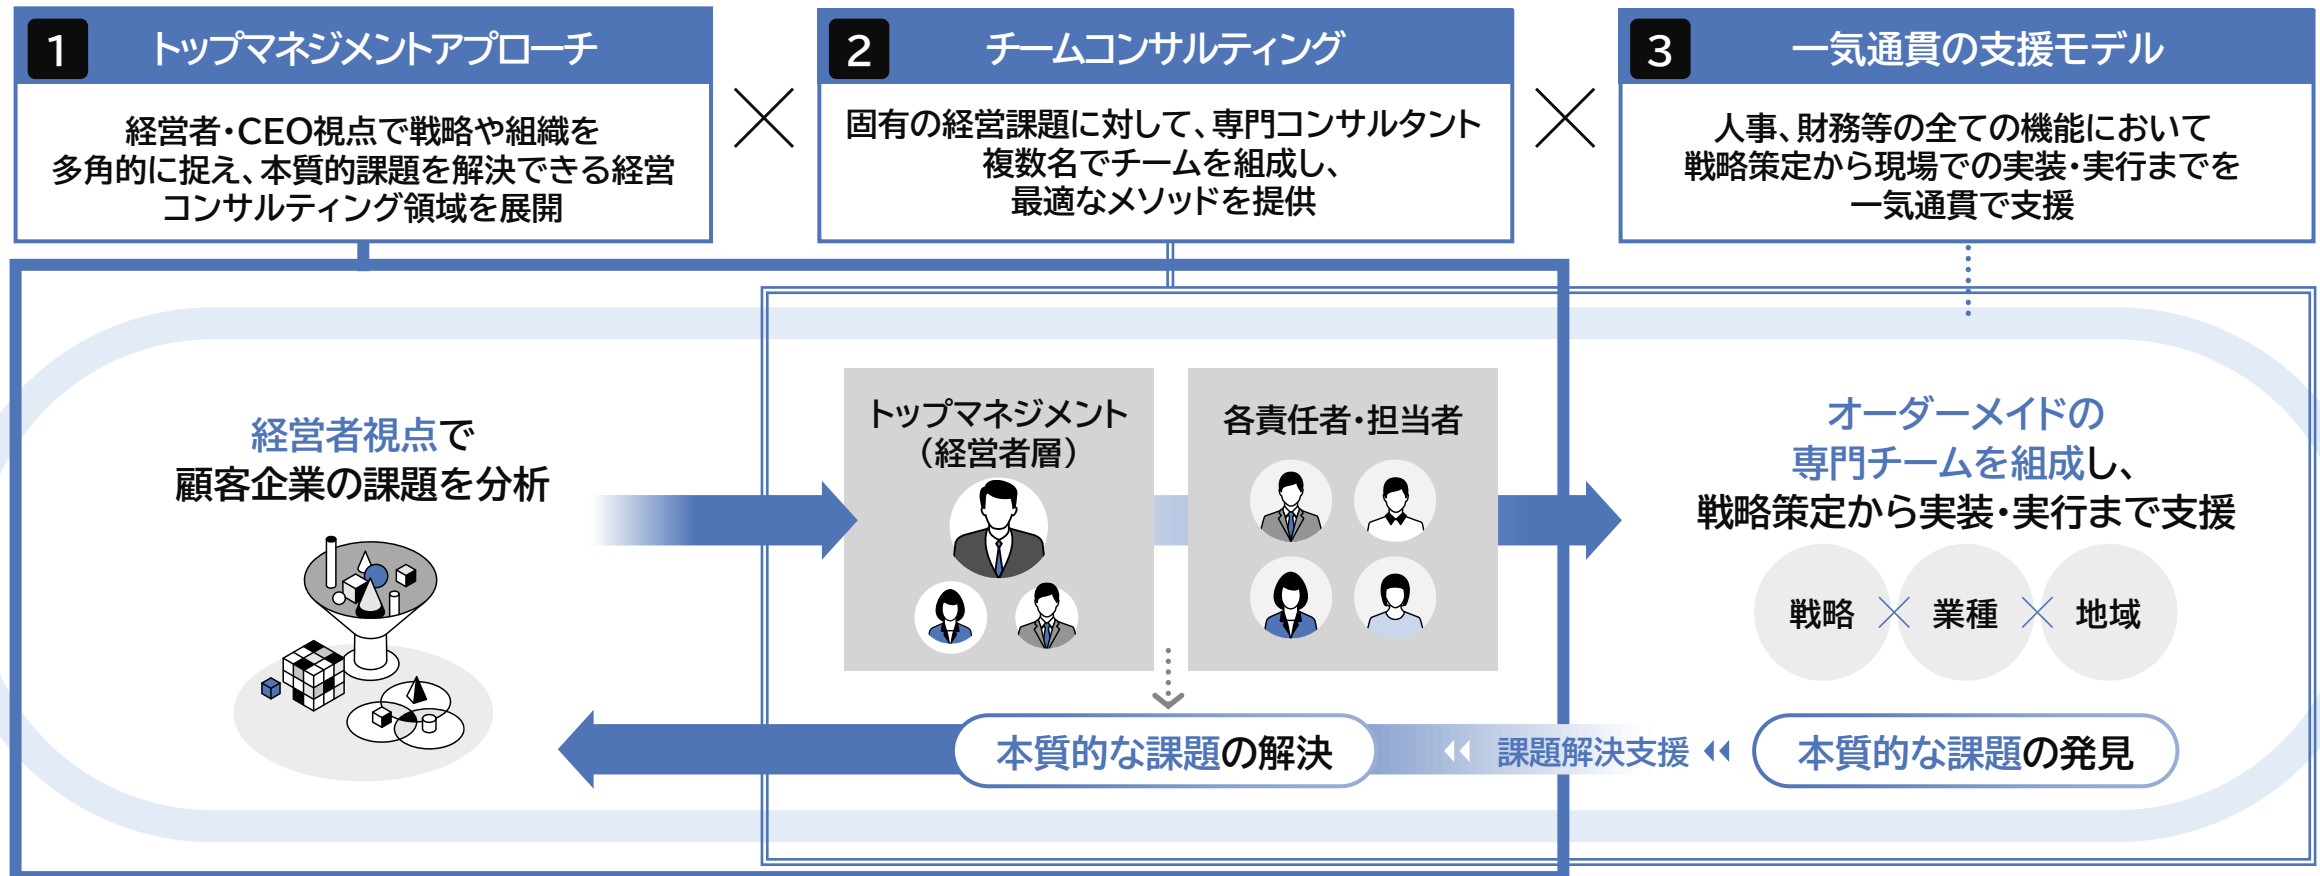 1
トップマネジメントアプローチ
経営者・CEO視点で戦略や組織を
多角的に捉え、本質的課題を解決できる経営
コンサルティング領域を展開
2
チームコンサルティング
固有の経営課題に対して、専門コンサルタント
複数名でチームを組成し、
最適なメソッドを提供
3
一気通貫の支援モデル
人事、財務等の全ての機能において
戦略策定から現場での実装・実行までを
一気通貫で支援
経営者視点で
顧客企業の課題を分析
トップマネジメント
（経営者層）
各責任者・担当者
オーダーメイドの
専門チームを組成し、
戦略策定から実装・実行まで支援
戦略 × 業種 × 地域
本質的な課題の解決
課題解決支援
本質的な課題の発見